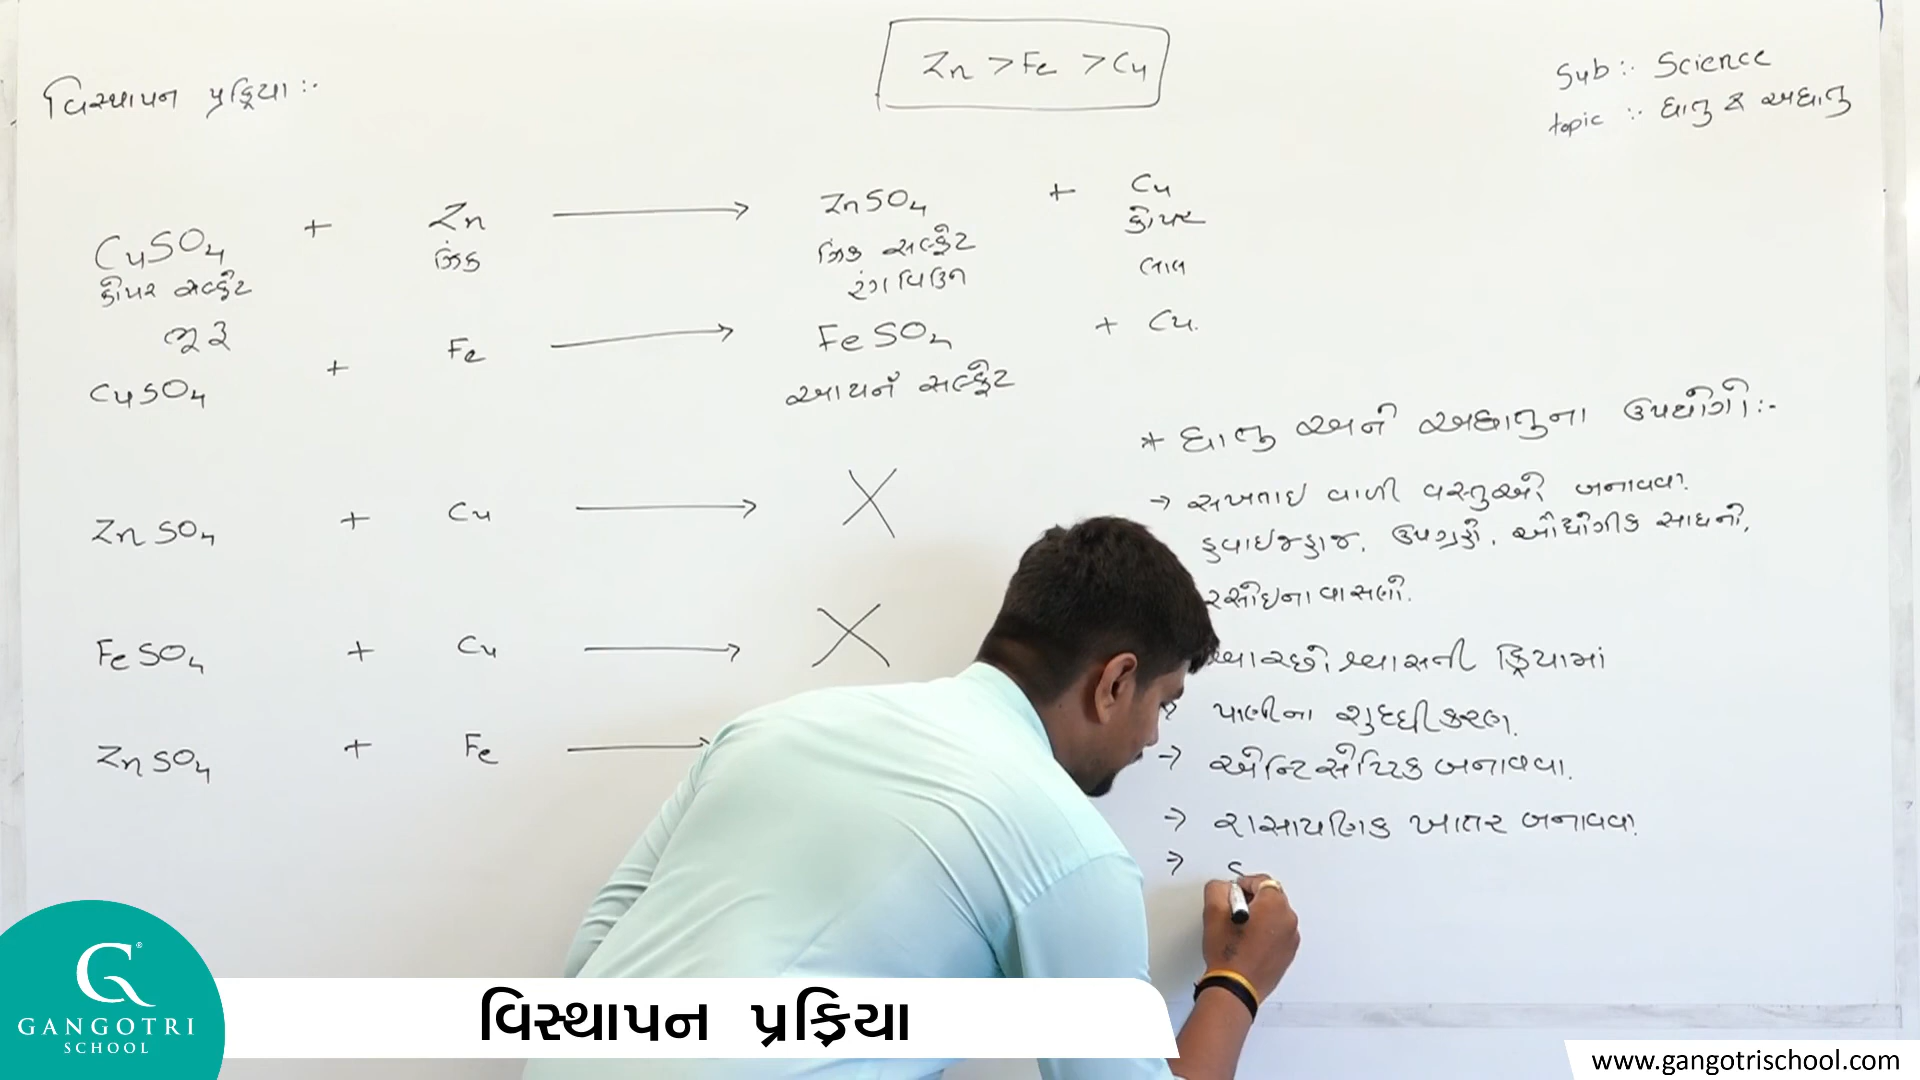 Zn > Fe > Cu
Sub :- Science
topic :- ધાતુ & અધાતુ
વિસ્થાપન પ્રક્રિયા :-
CuSO4 + Zn ⟶ ZnSO4 + Cu
કોપર સલ્ફેટ ઝિંક ઝિંક સલ્ફેટ કોપર
ભૂરૂ રંગવિહિન લાલ
CuSO4 + Fe ⟶ FeSO4 + Cu.
આયર્ન સલ્ફેટ
ZnSO4 + Cu ⟶ X
FeSO4 + Cu ⟶ X
ZnSO4 + Fe ⟶
* ધાતુ અને અધાતુના ઉપયોગો :-
→ સખતાઇ વાળી વસ્તુઓ બનાવવા.
હવાઇજહાજ. ઉપગ્રહો. ઔધોગીક સાધનો.
રસોઇના વાસણો.
શ્વાસની ક્રિયામાં
→ પાણીના શુદ્ધીકરણ.
→ એન્ટિસેપ્ટિક બનાવવા.
→ રાસાયણિક ખાતર બનાવવા.
→
GANGOTRI
SCHOOL
વિસ્થાપન પ્રક્રિયા
www.gangotrischool.com